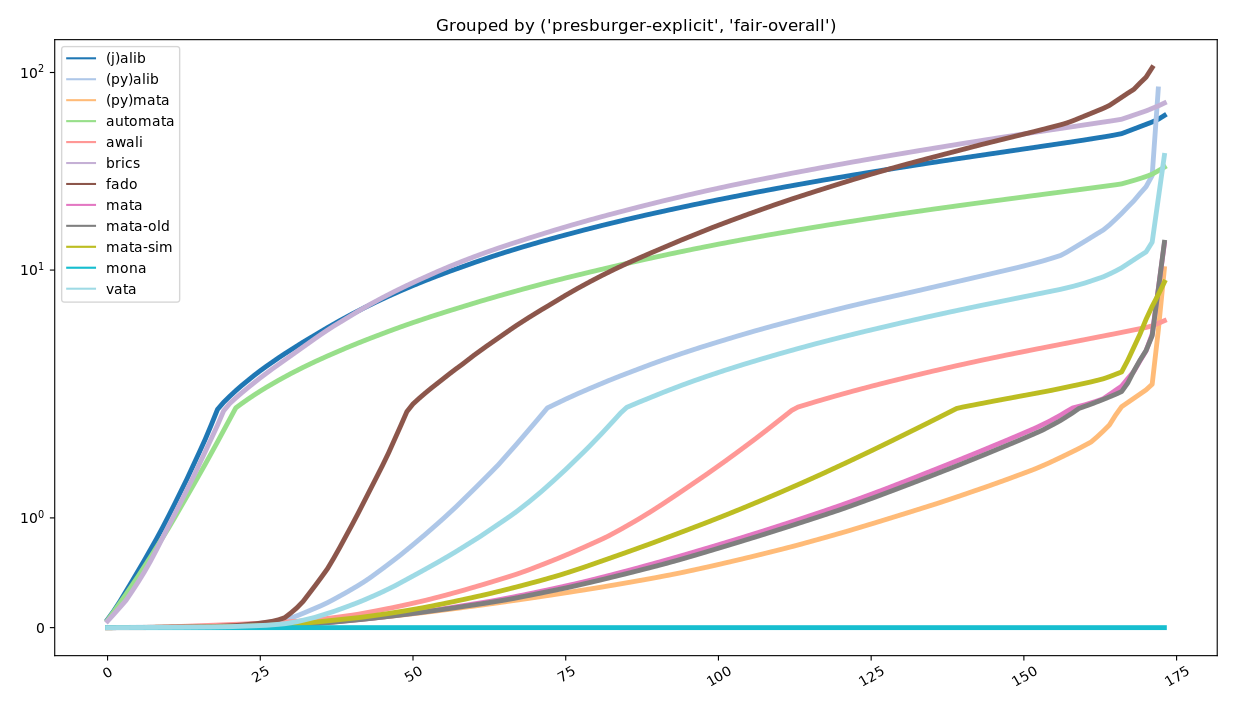 Grouped by ('presburger-explicit', 'fair-overall')
(j)alib
(py)alib
(py)mata
automata
awali
brics
fado
mata
mata-old
mata-sim
mona
vata
10²
10¹
10⁰
0
0
25
50
75
100
125
150
175